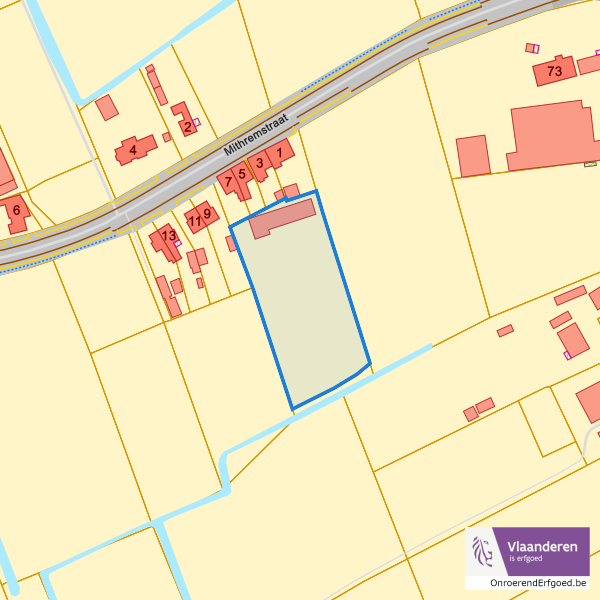 73
2
4
Mithremstraat
1
3
5
7
6
9
11
13
Vlaanderen
is erfgoed
OnroerendErfgoed.be